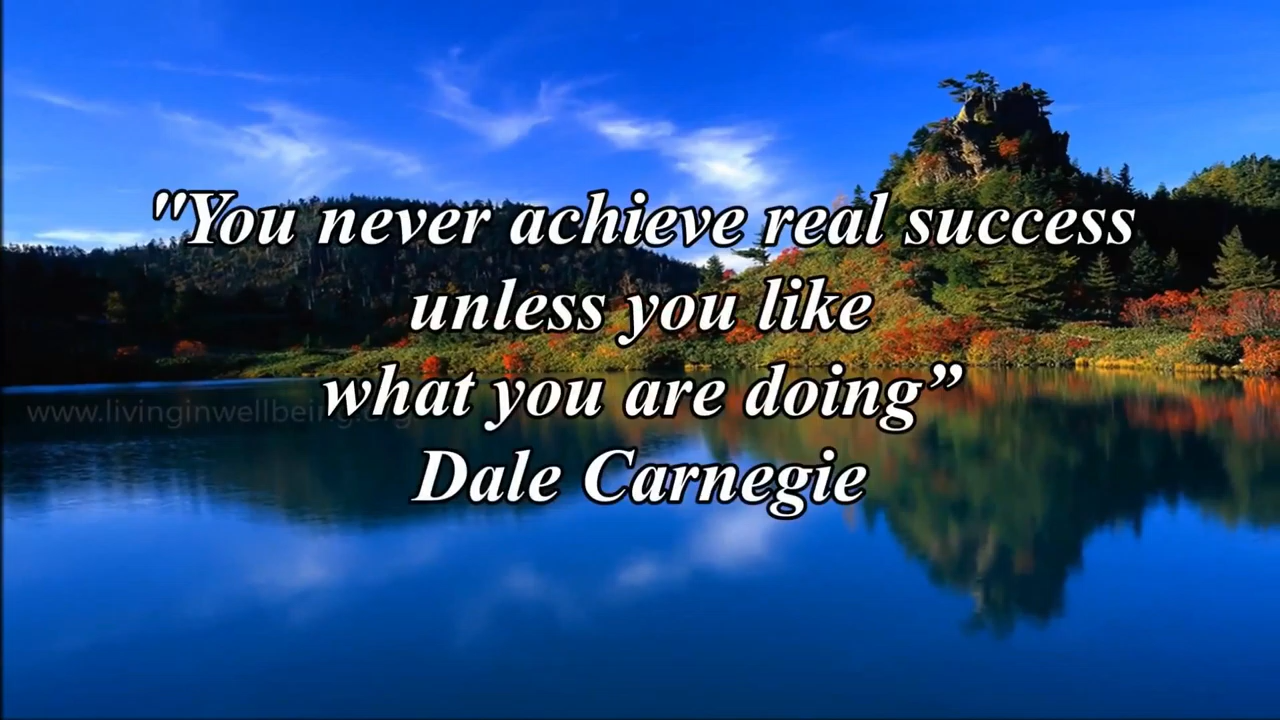 "You never achieve real success
unless you like
what you are doing”
Dale Carnegie
www.livinginwellbeing.org